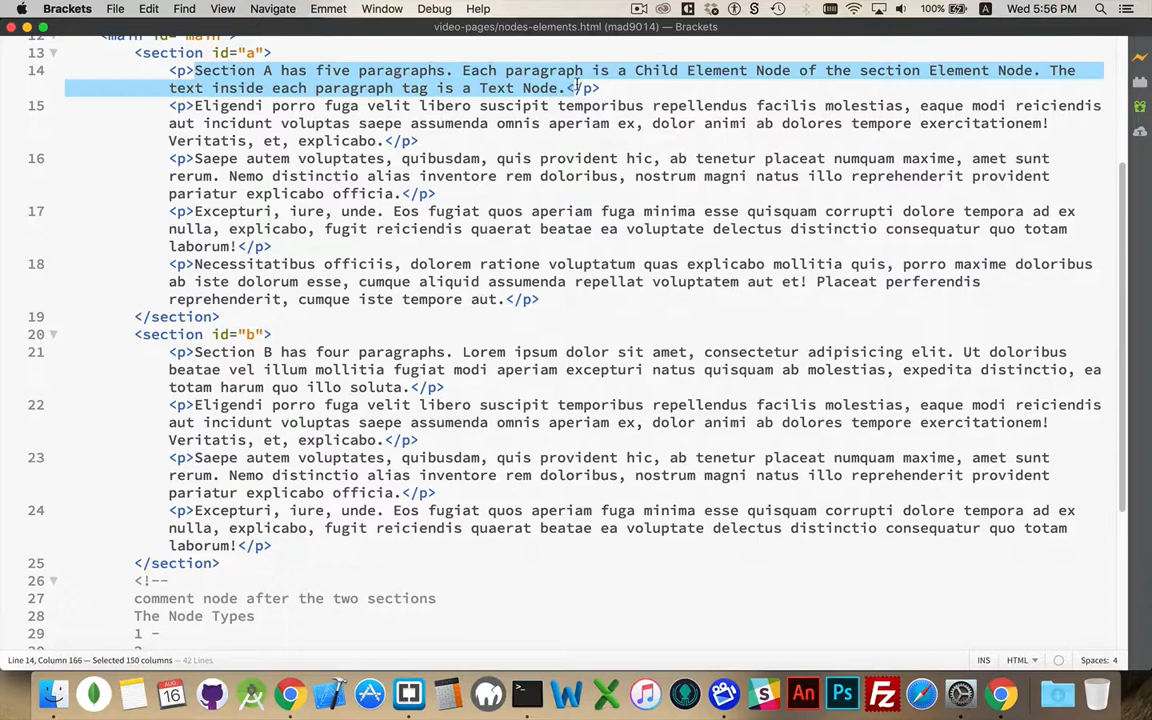 Brackets File Edit Find View Navigate Emmet Window Debug Help 100% A Wed 5:56 PM
video-pages/nodes-elements.html (mad9014) — Brackets
12 <main id="main">
13 <section id="a">
14 <p>Section A has five paragraphs. Each paragraph is a Child Element Node of the section Element Node. The
text inside each paragraph tag is a Text Node.</p>
15 <p>Eligendi porro fuga velit libero suscipit temporibus repellendus facilis molestias, eaque modi reiciendis
aut incidunt voluptas saepe assumenda omnis aperiam ex, dolor animi ab dolores tempore exercitationem!
Veritatis, et, explicabo.</p>
16 <p>Saepe autem voluptates, quibusdam, quis provident hic, ab tenetur placeat numquam maxime, amet sunt
rerum. Nemo distinctio alias inventore rem doloribus, nostrum magni natus illo reprehenderit provident
pariatur explicabo officia.</p>
17 <p>Excepturi, iure, unde. Eos fugiat quos aperiam fuga minima esse quisquam corrupti dolore tempora ad ex
nulla, explicabo, fugit reiciendis quaerat beatae ea voluptate delectus distinctio consequatur quo totam
laborum!</p>
18 <p>Necessitatibus officiis, dolorem ratione voluptatum quas explicabo mollitia quis, porro maxime doloribus
ab iste dolorum esse, cumque aliquid assumenda repellat voluptatem aut et! Placeat perferendis
reprehenderit, cumque iste tempore aut.</p>
19 </section>
20 <section id="b">
21 <p>Section B has four paragraphs. Lorem ipsum dolor sit amet, consectetur adipisicing elit. Ut doloribus
beatae vel illum mollitia fugiat modi aperiam excepturi natus quisquam ab molestias, expedita distinctio, ea
totam harum quo illo soluta.</p>
22 <p>Eligendi porro fuga velit libero suscipit temporibus repellendus facilis molestias, eaque modi reiciendis
aut incidunt voluptas saepe assumenda omnis aperiam ex, dolor animi ab dolores tempore exercitationem!
Veritatis, et, explicabo.</p>
23 <p>Saepe autem voluptates, quibusdam, quis provident hic, ab tenetur placeat numquam maxime, amet sunt
rerum. Nemo distinctio alias inventore rem doloribus, nostrum magni natus illo reprehenderit provident
pariatur explicabo officia.</p>
24 <p>Excepturi, iure, unde. Eos fugiat quos aperiam fuga minima esse quisquam corrupti dolore tempora ad ex
nulla, explicabo, fugit reiciendis quaerat beatae ea voluptate delectus distinctio consequatur quo totam
laborum!</p>
25 </section>
26 <!--
27 comment node after the two sections
28 The Node Types
29 1 -
Line 14, Column 166 — Selected 150 columns — 42 Lines INS HTML Spaces: 4
AUG
16
An Ps